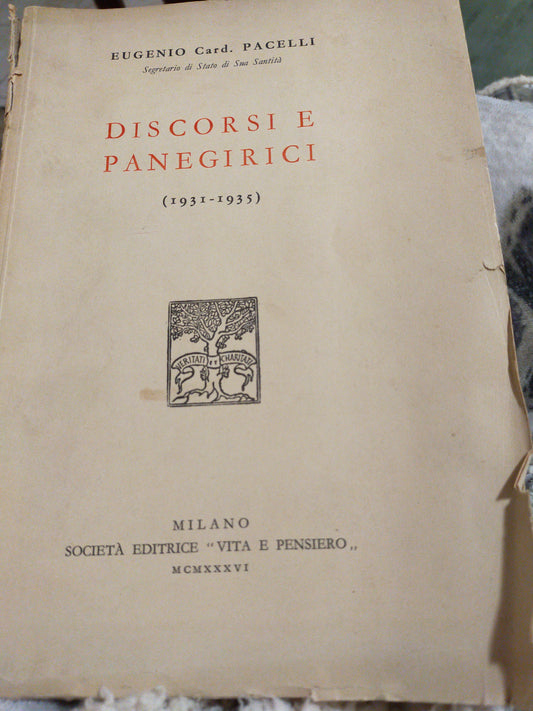 EUGENIO Card. PACELLI
Segretario di Stato di Sua Santità
DISCORSI E
PANEGIRICI
(1931-1935)
VERITATI ET CHARITATI
MILANO
SOCIETÀ EDITRICE “VITA E PENSIERO„
MCMXXXVI